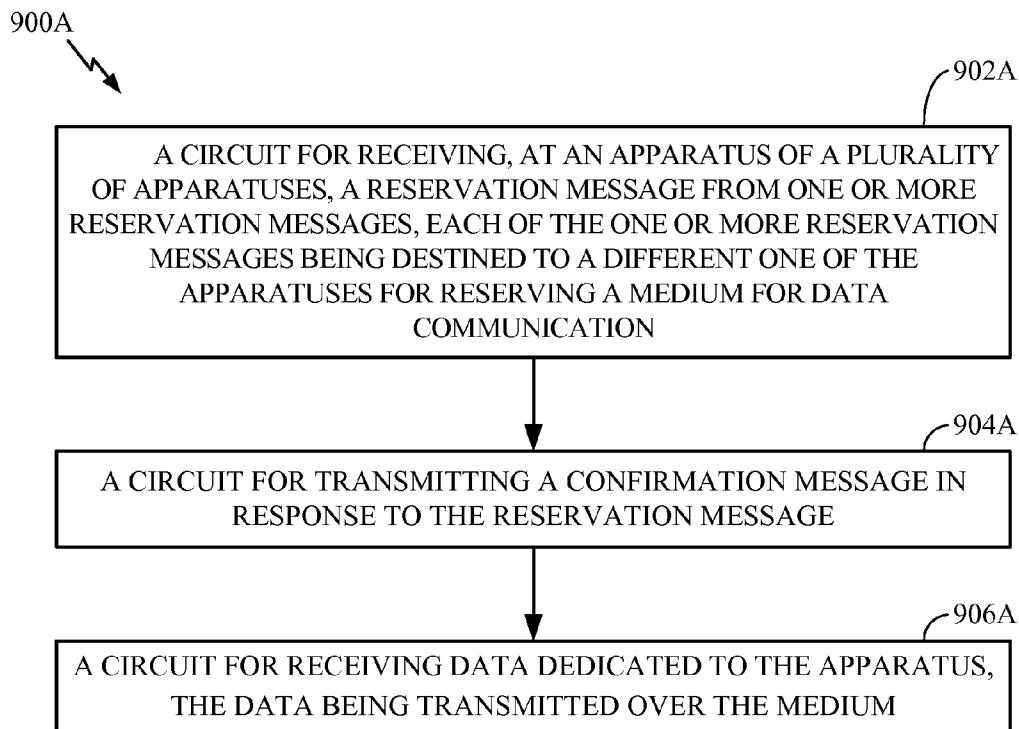 900A
902A
A CIRCUIT FOR RECEIVING, AT AN APPARATUS OF A PLURALITY
OF APPARATUSES, A RESERVATION MESSAGE FROM ONE OR MORE
RESERVATION MESSAGES, EACH OF THE ONE OR MORE RESERVATION
MESSAGES BEING DESTINED TO A DIFFERENT ONE OF THE
APPARATUSES FOR RESERVING A MEDIUM FOR DATA
COMMUNICATION
904A
A CIRCUIT FOR TRANSMITTING A CONFIRMATION MESSAGE IN
RESPONSE TO THE RESERVATION MESSAGE
906A
A CIRCUIT FOR RECEIVING DATA DEDICATED TO THE APPARATUS,
THE DATA BEING TRANSMITTED OVER THE MEDIUM